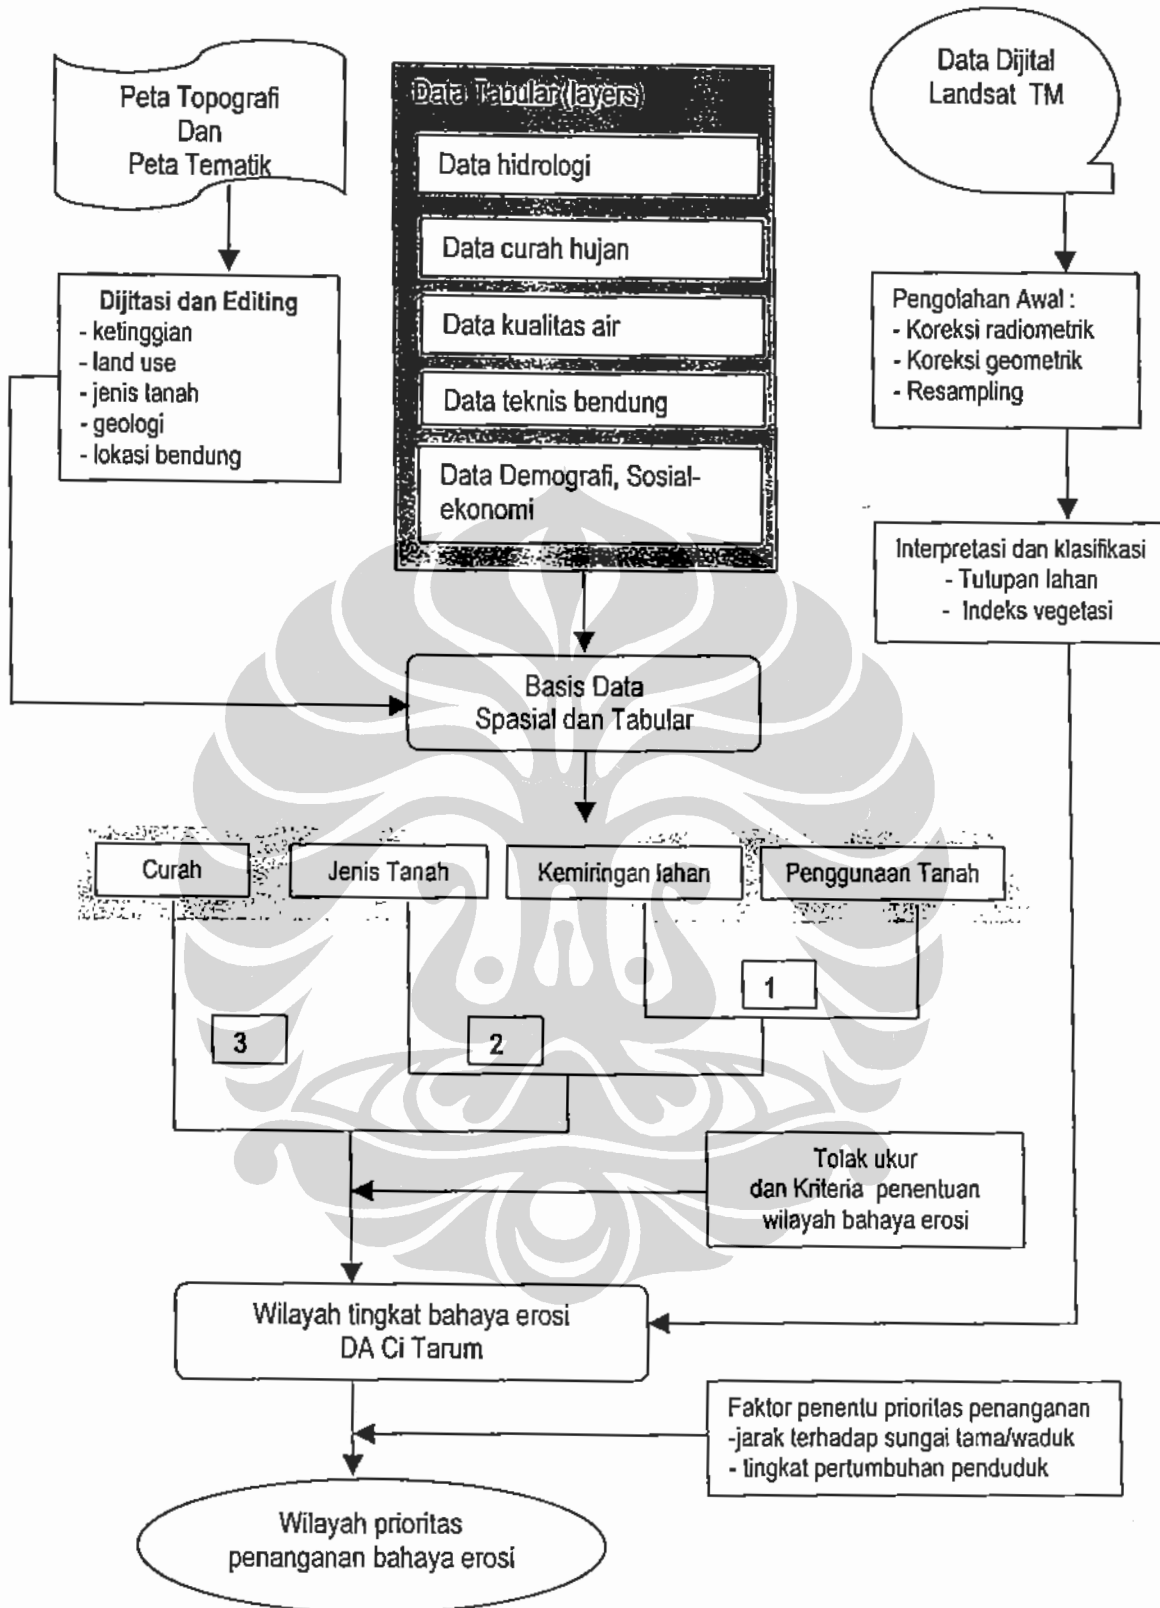 Peta Topografi
Dan
Peta Tematik
Data Tabular (layers)
Data hidrologi
Data curah hujan
Data kualitas air
Data teknis bendung
Data Demografi, Sosial-
ekonomi
Data Dijital
Landsat TM
Dijitasi dan Editing
- ketinggian
- land use
- jenis tanah
- geologi
- lokasi bendung
Pengolahan Awal :
- Koreksi radiometrik
- Koreksi geometrik
- Resampling
Interpretasi dan klasifikasi
- Tutupan lahan
- Indeks vegetasi
Basis Data
Spasial dan Tabular
Curah
Jenis Tanah
Kemiringan lahan
Penggunaan Tanah
1
2
3
Tolak ukur
dan Kriteria penentuan
wilayah bahaya erosi
Wilayah tingkat bahaya erosi
DA Ci Tarum
Faktor penentu prioritas penanganan
-jarak terhadap sungai tama/waduk
- tingkat pertumbuhan penduduk
Wilayah prioritas
penanganan bahaya erosi